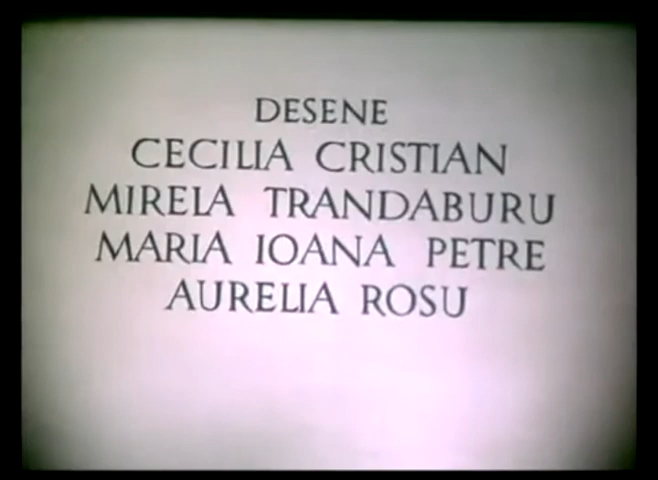 DESENE
CECILIA CRISTIAN
MIRELA TRANDABURU
MARIA IOANA PETRE
AURELIA ROSU